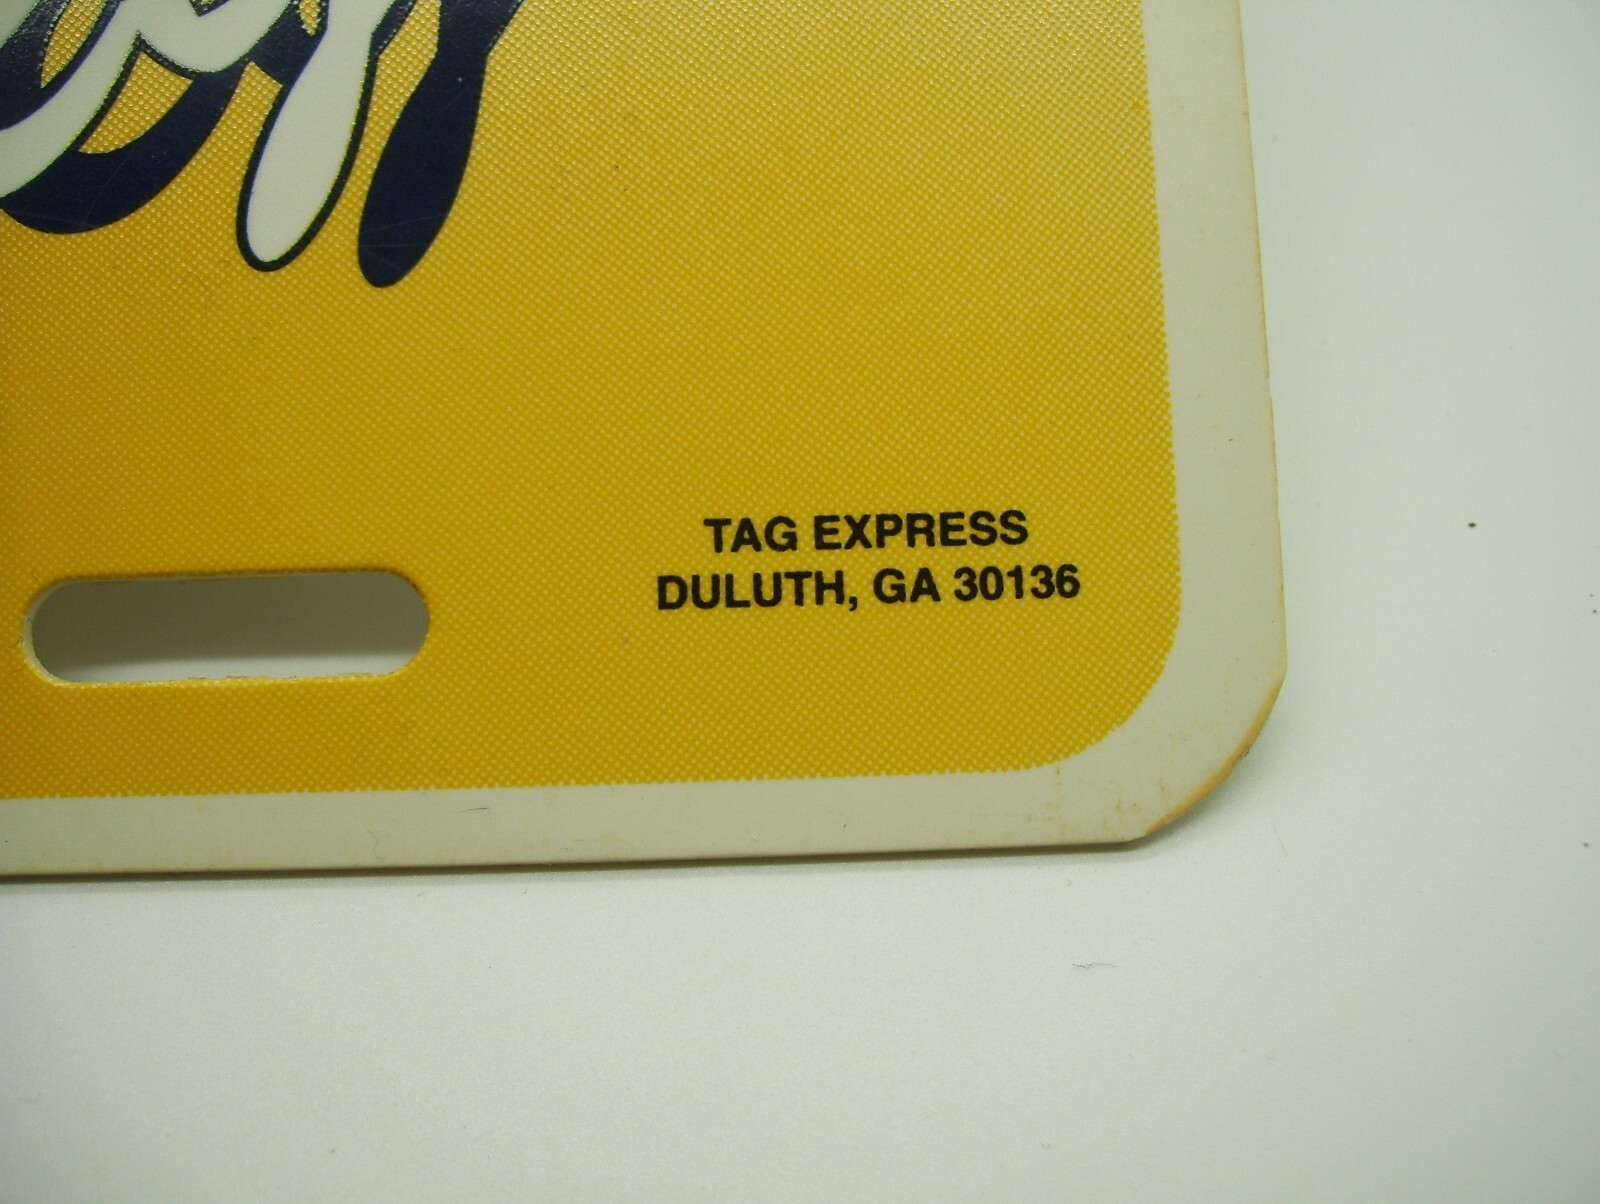 TAG EXPRESS
DULUTH, GA 30136